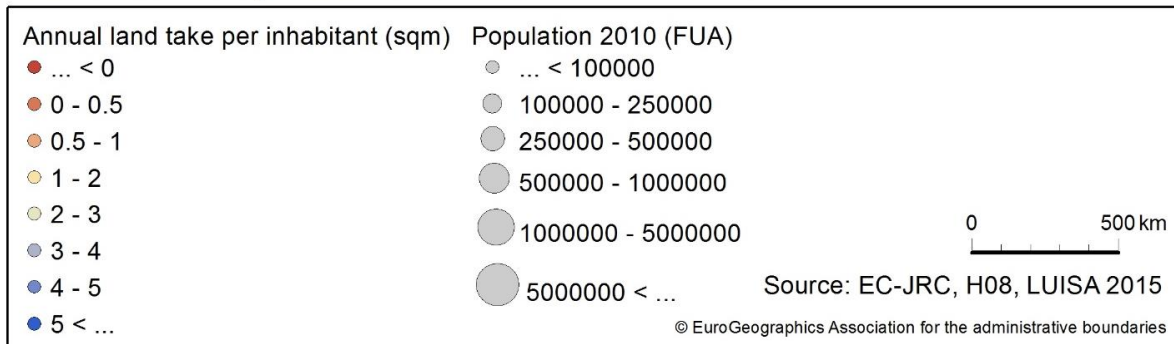 Annual land take per inhabitant (sqm)
... < 0
0 - 0.5
0.5 - 1
1 - 2
2 - 3
3 - 4
4 - 5
5 < ...
Population 2010 (FUA)
... < 100000
100000 - 250000
250000 - 500000
500000 - 1000000
1000000 - 5000000
5000000 < ...
0 500 km
Source: EC-JRC, H08, LUISA 2015
© EuroGeographics Association for the administrative boundaries